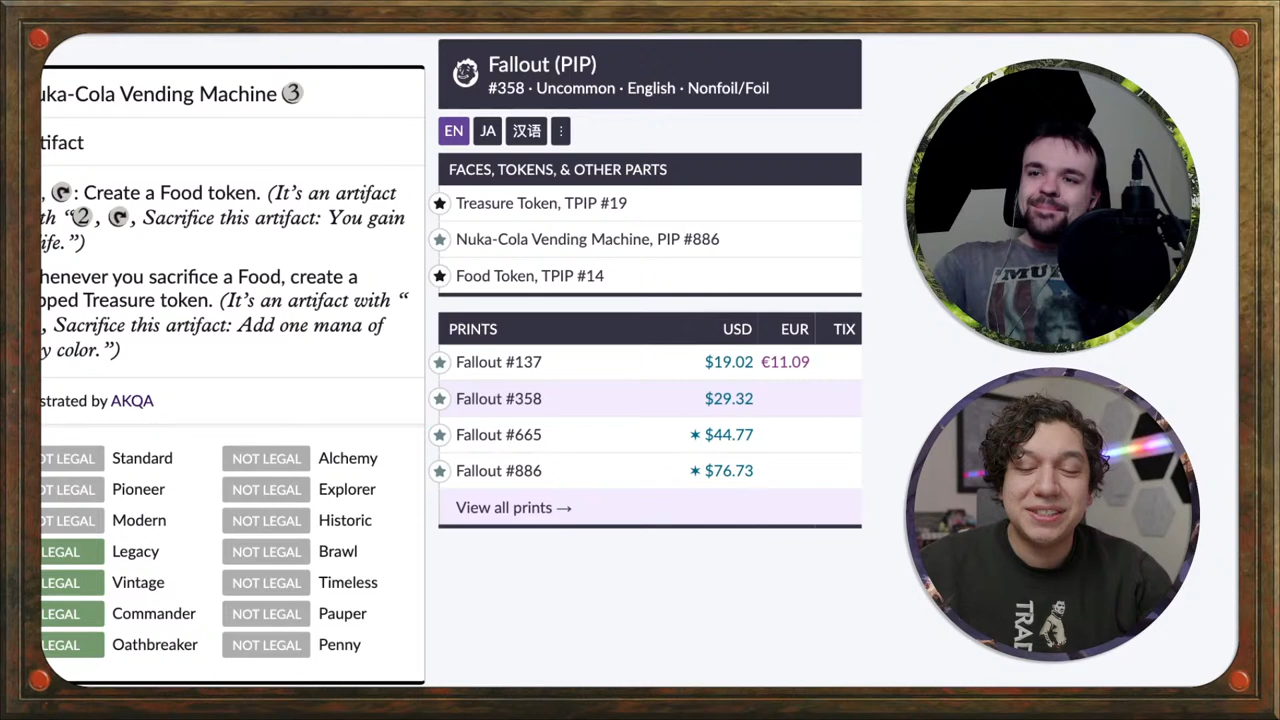 uka-Cola Vending Machine 3
tifact
, : Create a Food token. (It's an artifact
th “2, , Sacrifice this artifact: You gain
ife.”)
henever you sacrifice a Food, create a
pped Treasure token. (It's an artifact with “
, Sacrifice this artifact: Add one mana of
y color.”)
strated by AKQA
OT LEGAL Standard NOT LEGAL Alchemy
OT LEGAL Pioneer NOT LEGAL Explorer
OT LEGAL Modern NOT LEGAL Historic
LEGAL Legacy NOT LEGAL Brawl
LEGAL Vintage NOT LEGAL Timeless
LEGAL Commander NOT LEGAL Pauper
LEGAL Oathbreaker NOT LEGAL Penny
Fallout (PIP)
#358 · Uncommon · English · Nonfoil/Foil
EN JA 汉语 ⋮
FACES, TOKENS, & OTHER PARTS
Treasure Token, TPIP #19
Nuka-Cola Vending Machine, PIP #886
Food Token, TPIP #14
PRINTS USD EUR TIX
Fallout #137 $19.02 €11.09
Fallout #358 $29.32
Fallout #665 ✶ $44.77
Fallout #886 ✶ $76.73
View all prints →
MU
TRAD